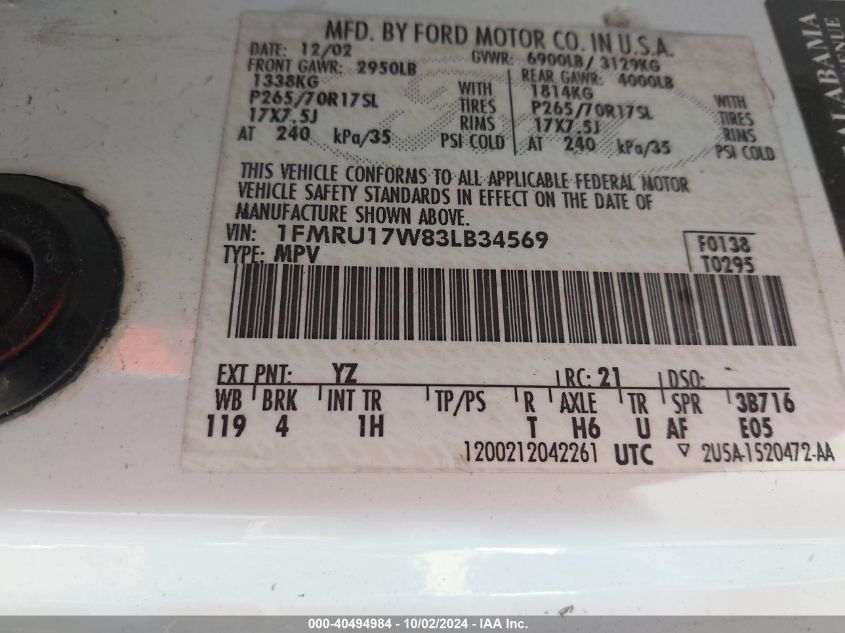 MFD. BY FORD MOTOR CO. IN U.S.A.
DATE: 12/02 GVWR: 6900LB/ 3129KG
FRONT GAWR: 2950LB REAR GAWR: 4000LB
1338KG WITH 1814KG WITH
P265/70R17SL TIRES P265/70R17SL TIRES
17X7.5J RIMS 17X7.5J RIMS
AT 240 kPa/35 PSI COLD AT 240 kPa/35 PSI COLD
THIS VEHICLE CONFORMS TO ALL APPLICABLE FEDERAL MOTOR
VEHICLE SAFETY STANDARDS IN EFFECT ON THE DATE OF
MANUFACTURE SHOWN ABOVE.
VIN: 1FMRU17W83LB34569 F0138
TYPE: MPV T0295
EXT PNT: YZ RC: 21 DSO:
WB BRK INT TR TP/PS R AXLE TR SPR 3B716
119 4 1H T H6 U AF E05
1200212042261 UTC ▽ 2U5A-1520472-AA
ALABAMA
000-40494984 - 10/02/2024 - IAA Inc.